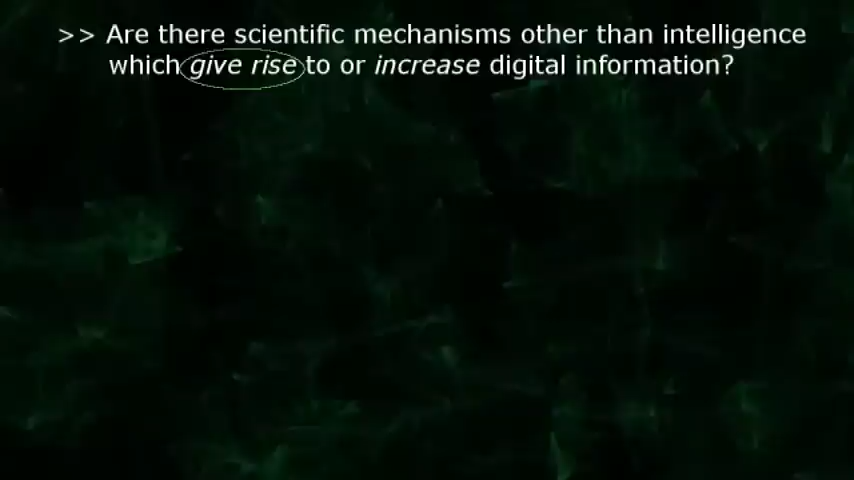 >> Are there scientific mechanisms other than intelligence
which give rise to or increase digital information?